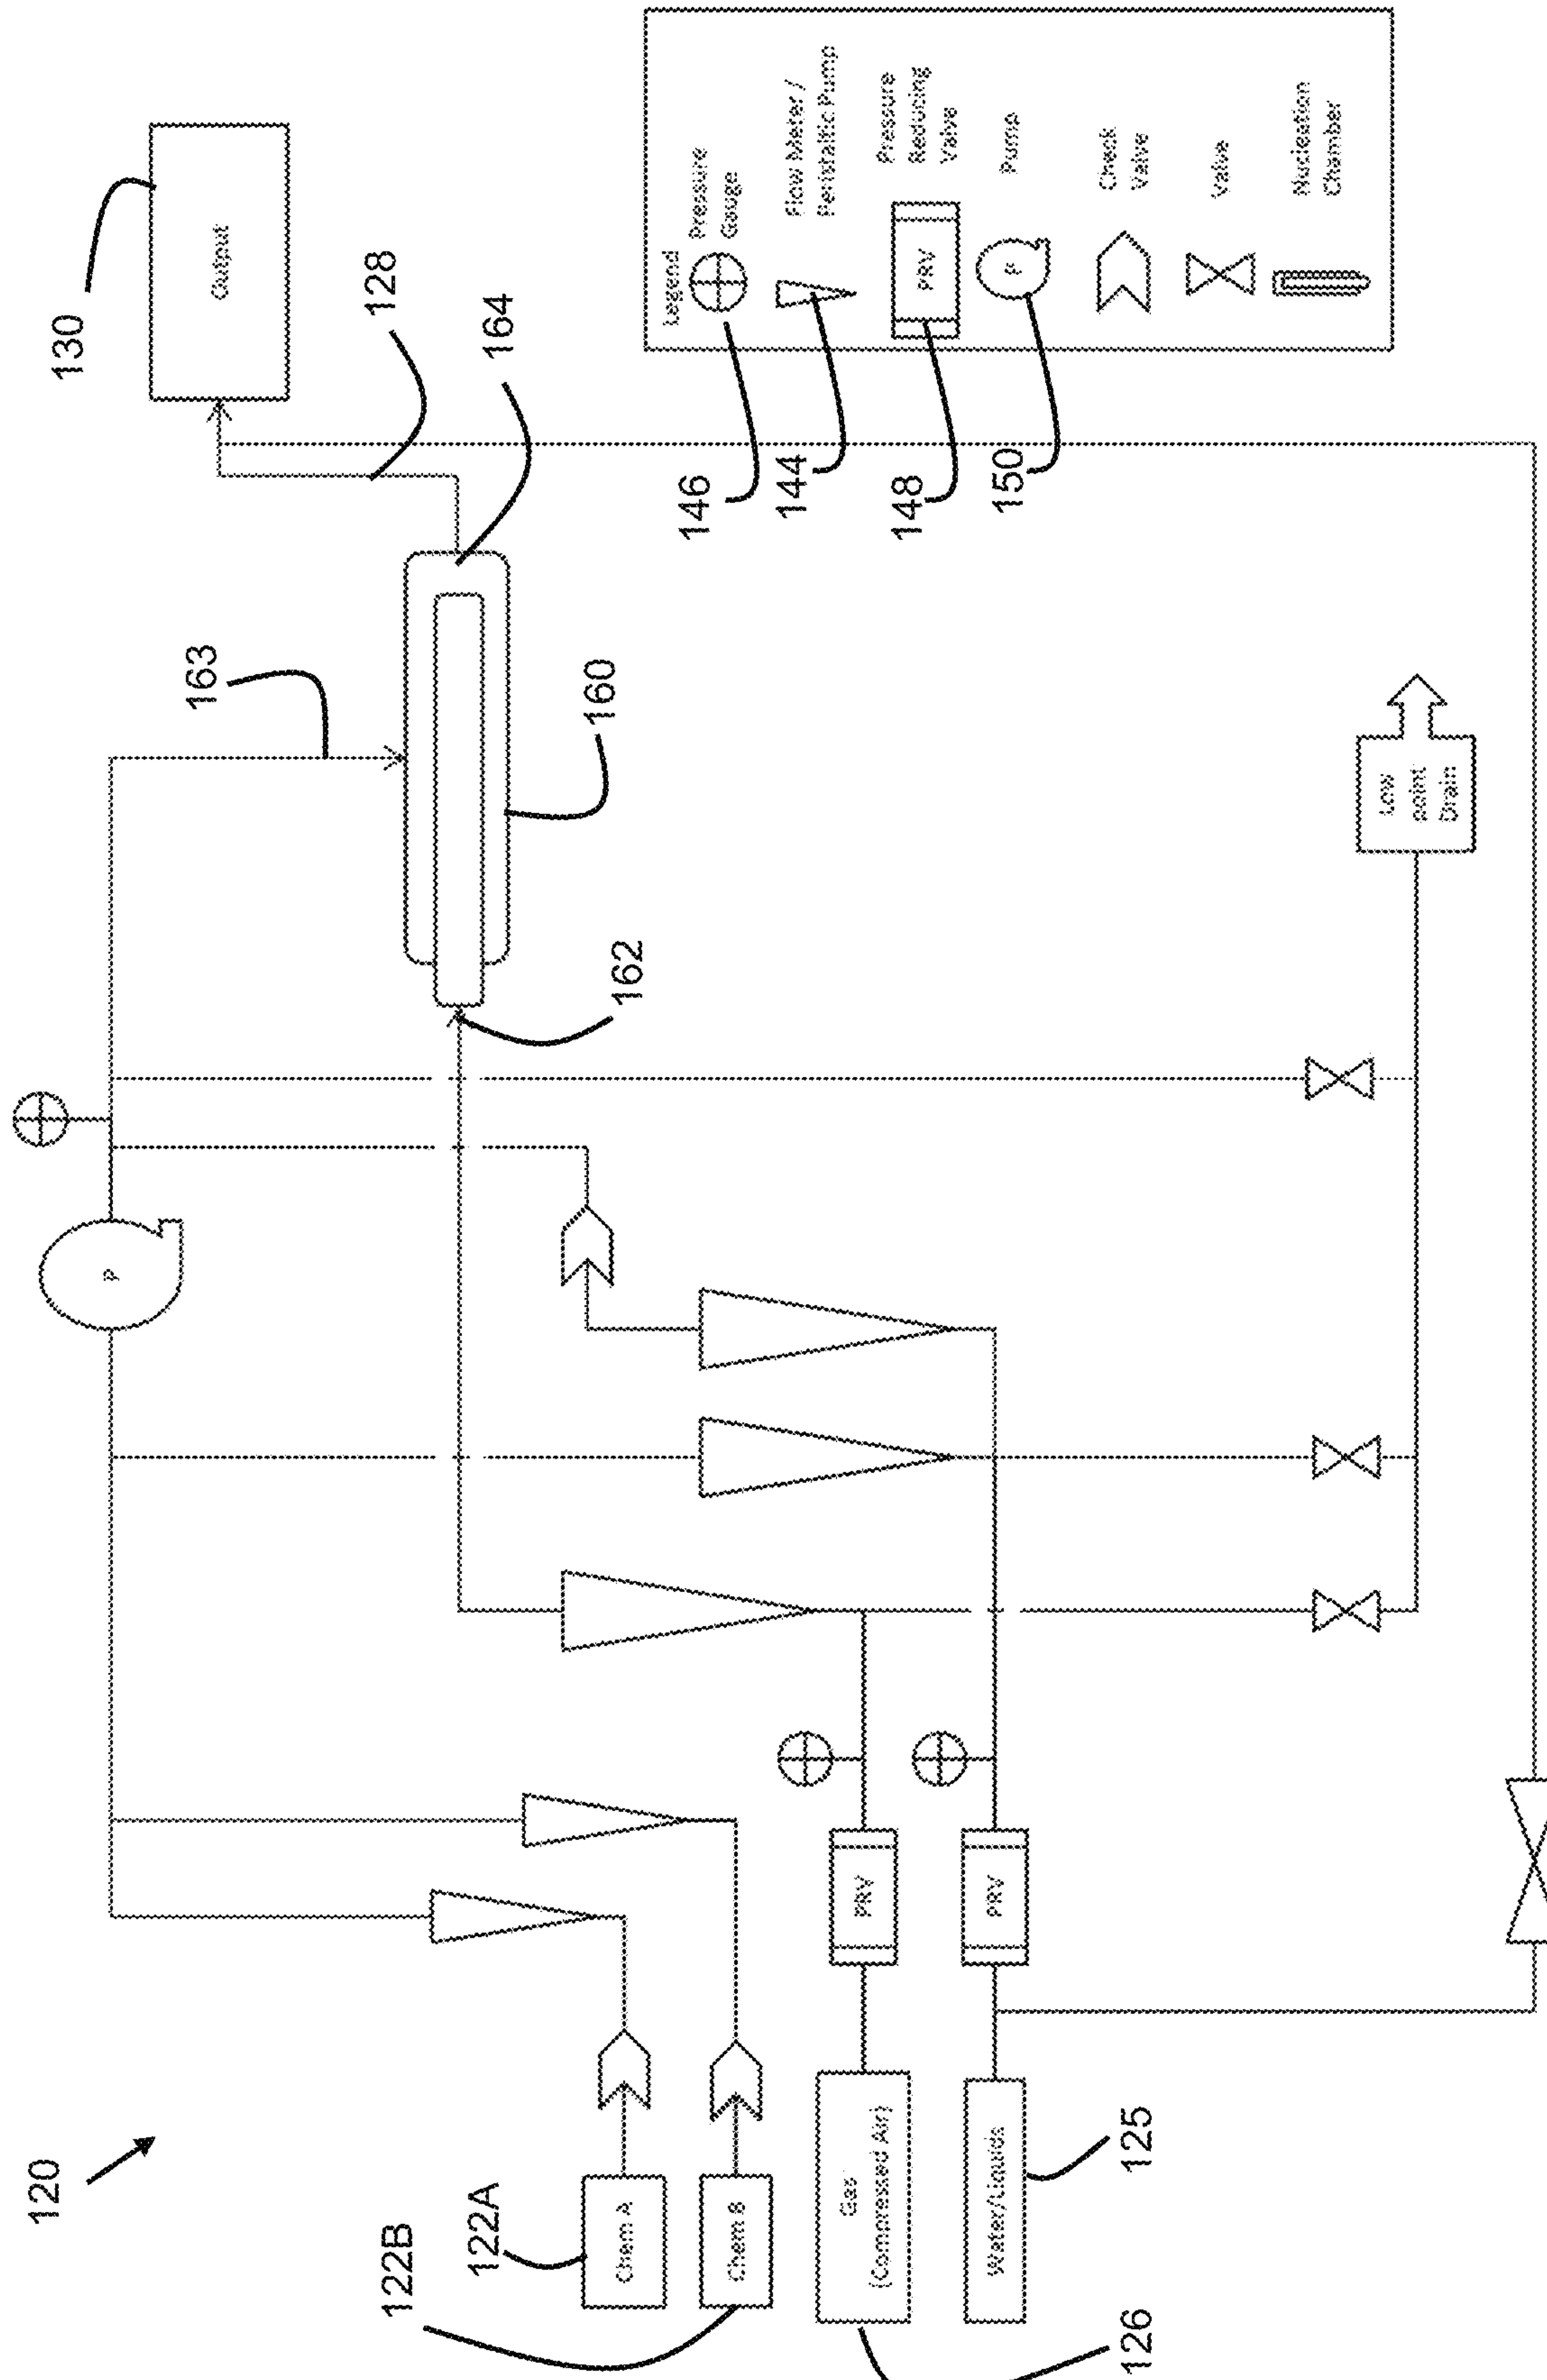 120
122A
122B
Chem A
Chem B
Gas
(Compressed Air)
126
Water/Liquids
125
PRV
PRV
P
162
163
160
164
128
130
Output
Low
point
Drain
Legend
146
Pressure
Gauge
144
Flow Meter /
Peristaltic Pump
148
PRV
Pressure
Reducing
Valve
150
P
Pump
Check
Valve
Valve
Nucleation
Chamber